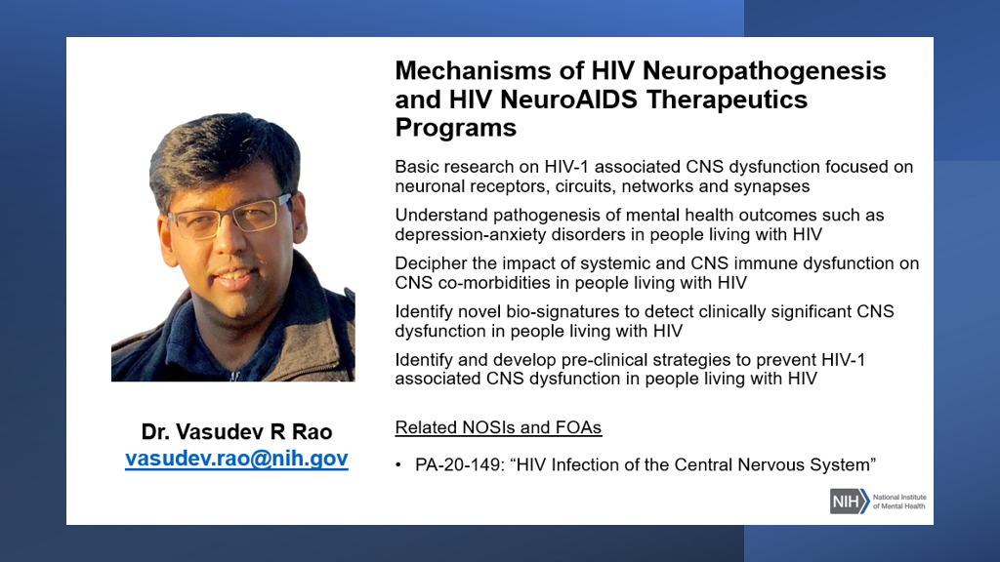 Mechanisms of HIV Neuropathogenesis
and HIV NeuroAIDS Therapeutics
Programs
Basic research on HIV-1 associated CNS dysfunction focused on
neuronal receptors, circuits, networks and synapses
Understand pathogenesis of mental health outcomes such as
depression-anxiety disorders in people living with HIV
Decipher the impact of systemic and CNS immune dysfunction on
CNS co-morbidities in people living with HIV
Identify novel bio-signatures to detect clinically significant CNS
dysfunction in people living with HIV
Identify and develop pre-clinical strategies to prevent HIV-1
associated CNS dysfunction in people living with HIV
Dr. Vasudev R Rao
vasudev.rao@nih.gov
Related NOSIs and FOAs
• PA-20-149: “HIV Infection of the Central Nervous System”
NIH National Institute
of Mental Health